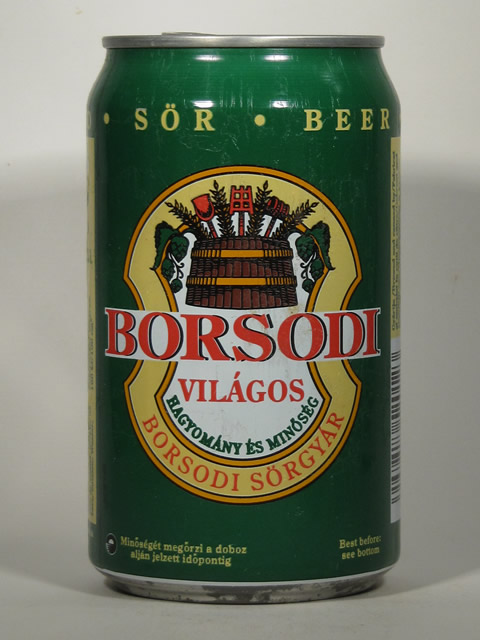 • SÖR • BEER
BORSODI
VILÁGOS
HAGYOMÁNY ÉS MINŐSÉG
BORSODI SÖRGYÁR
Minőségét megőrzi a doboz
alján jelzett időpontig
Best before:
see bottom